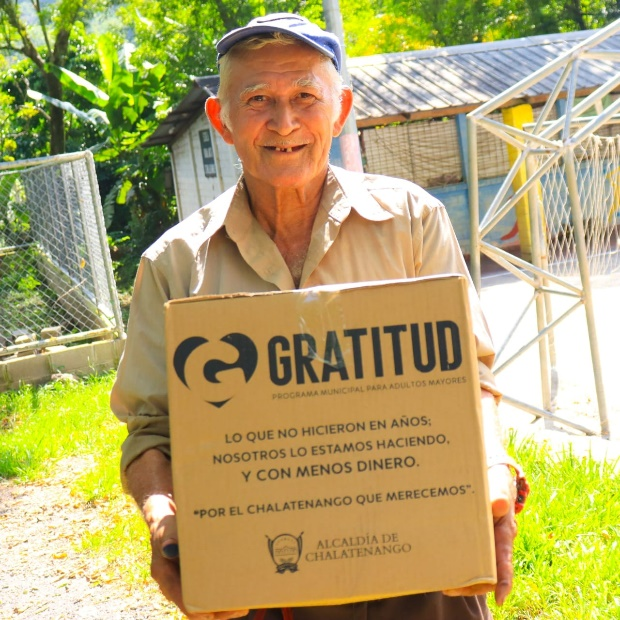 GRATITUD
PROGRAMA MUNICIPAL PARA ADULTOS MAYORES
LO QUE NO HICIERON EN AÑOS;
NOSOTROS LO ESTAMOS HACIENDO,
Y CON MENOS DINERO.
"POR EL CHALATENANGO QUE MERECEMOS".
ALCALDÍA DE
CHALATENANGO